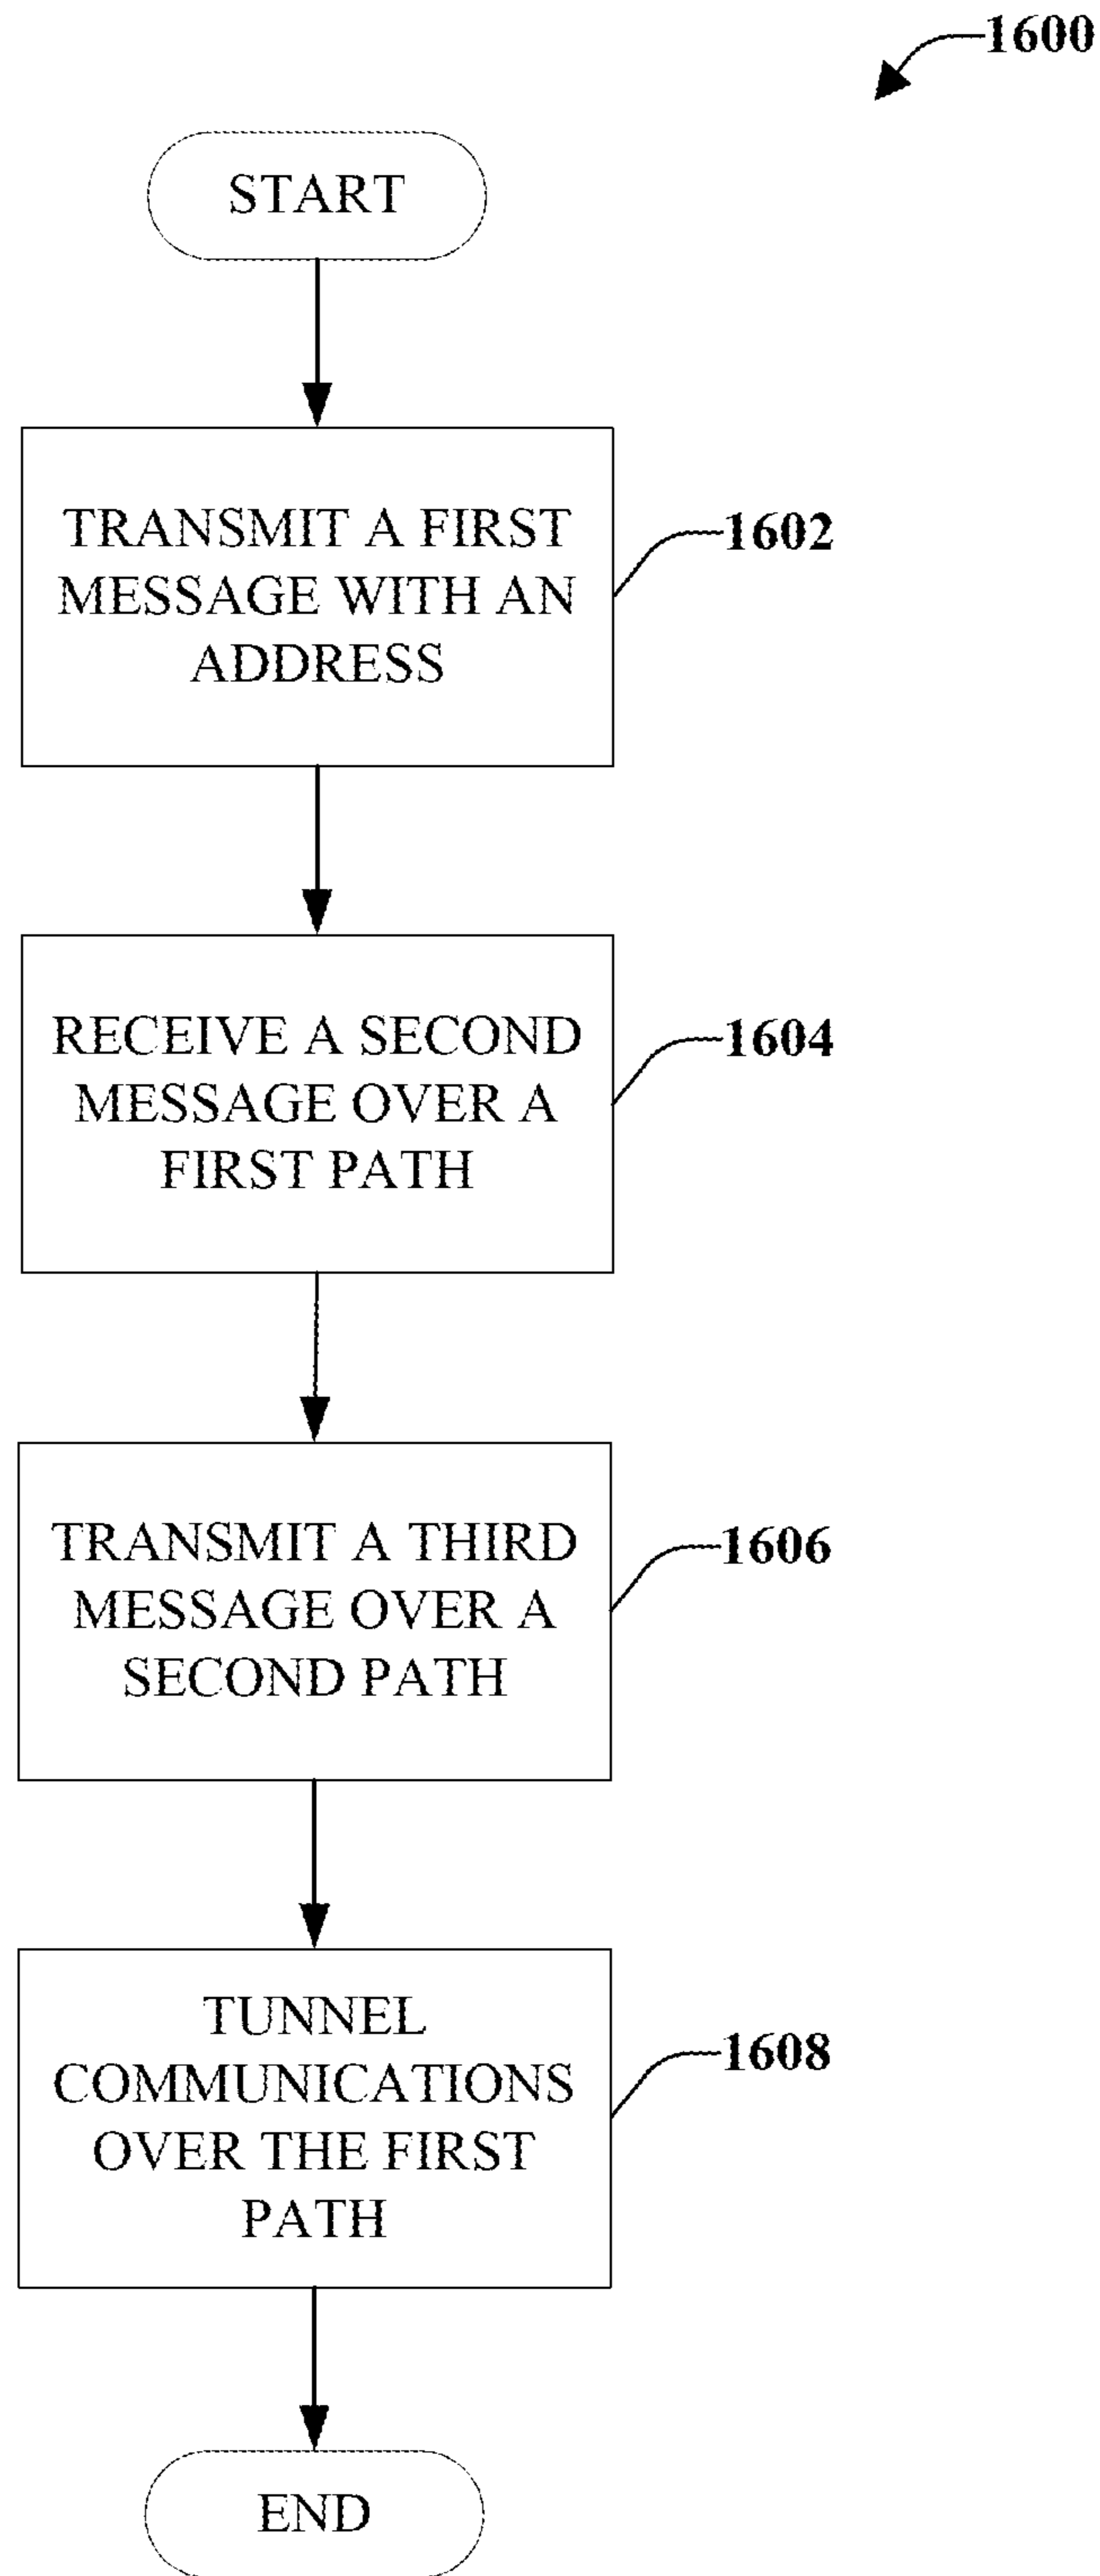 1600
START
TRANSMIT A FIRST
MESSAGE WITH AN
ADDRESS
1602
RECEIVE A SECOND
MESSAGE OVER A
FIRST PATH
1604
TRANSMIT A THIRD
MESSAGE OVER A
SECOND PATH
1606
TUNNEL
COMMUNICATIONS
OVER THE FIRST
PATH
1608
END